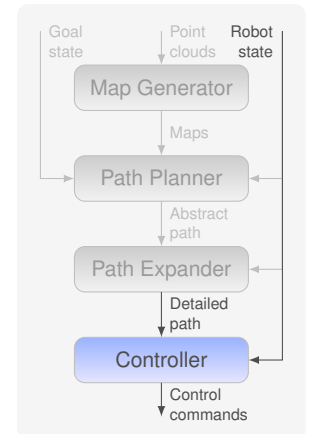 Goal
state
Point
clouds
Robot
state
Map Generator
Maps
Path Planner
Abstract
path
Path Expander
Detailed
path
Controller
Control
commands